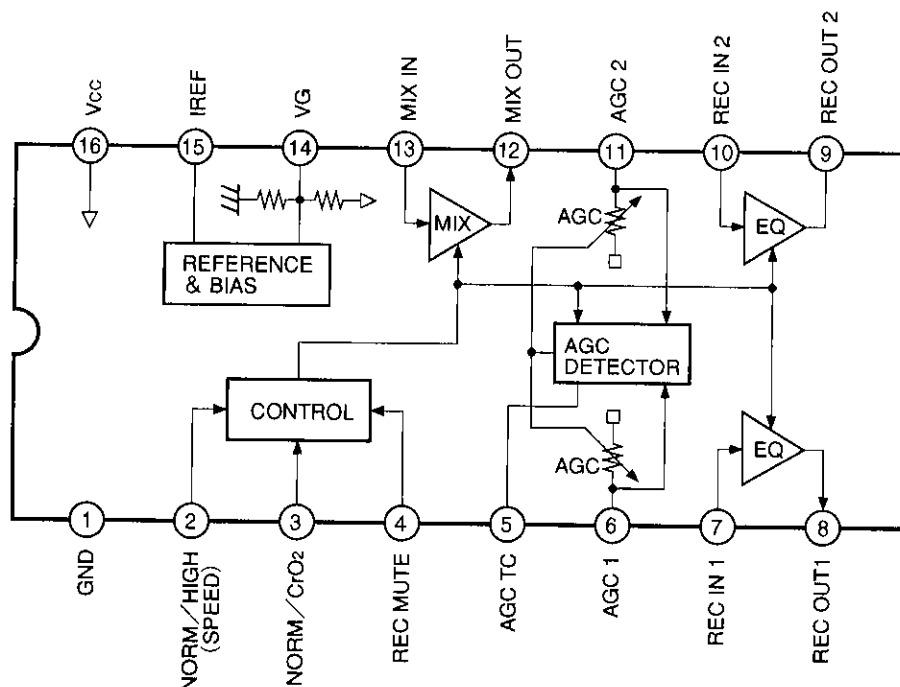 Vcc
IREF
VG
MIX IN
MIX OUT
AGC 2
REC IN 2
REC OUT 2
16
15
14
13
12
11
10
9
AGC
MIX
EQ
REFERENCE
& BIAS
AGC
DETECTOR
CONTROL
AGC
EQ
1
2
3
4
5
6
7
8
GND
NORM/HIGH
(SPEED)
NORM/CrO2
REC MUTE
AGC TC
AGC 1
REC IN 1
REC OUT1